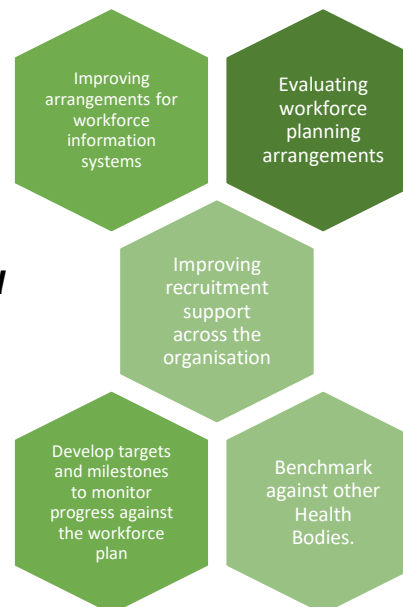 Improving
arrangements for
workforce
information
systems
Evaluating
workforce
planning
arrangements
Improving
recruitment
support
across the
organisation
Develop targets
and milestones
to monitor
progress against
the workforce
plan
Benchmark
against other
Health
Bodies.